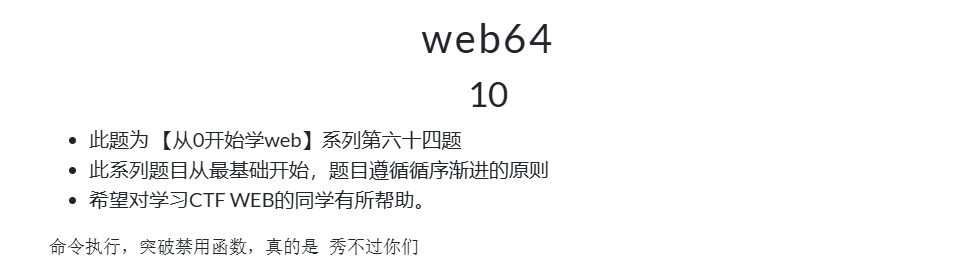 web64
10
此题为 【从0开始学web】系列第六十四题
此系列题目从最基础开始，题目遵循循序渐进的原则
希望对学习CTF WEB的同学有所帮助。
命令执行，突破禁用函数，真的是 秀不过你们